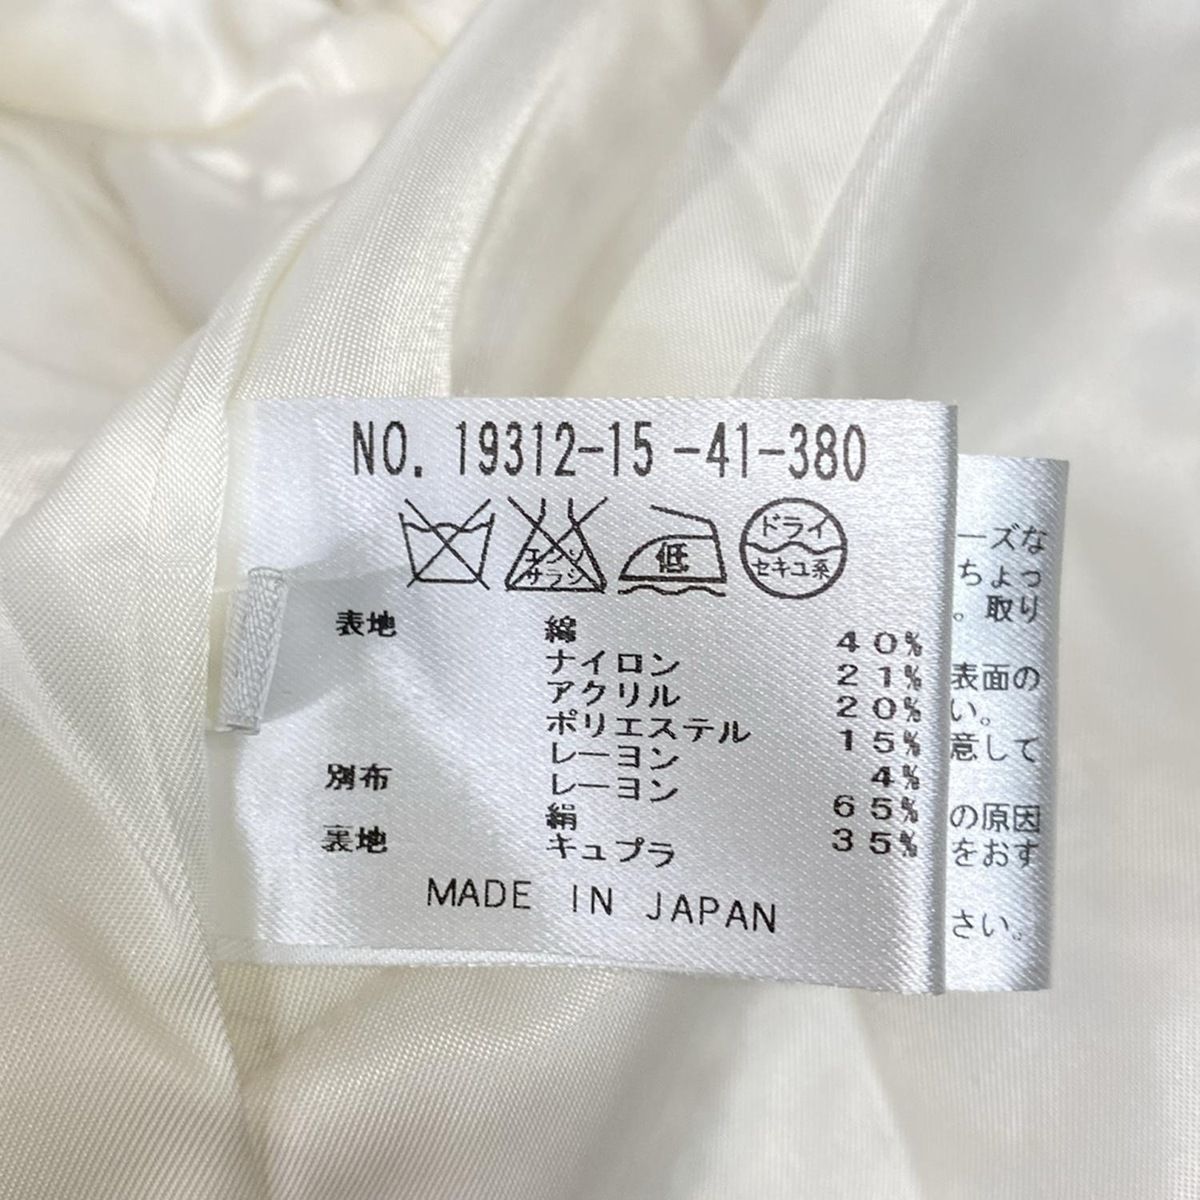 NO. 19312-15-41-380
エンソ
サラシ
低
ドライ
セキユ系
表地 綿 40%
ナイロン 21%
アクリル 20%
ポリエステル 15%
レーヨン 4%
別布 レーヨン 65%
絹 35%
裏地 キュプラ
MADE IN JAPAN
ーズな
ちょっ
。取り
表面の
い。
意して
の原因
をおす
さい。